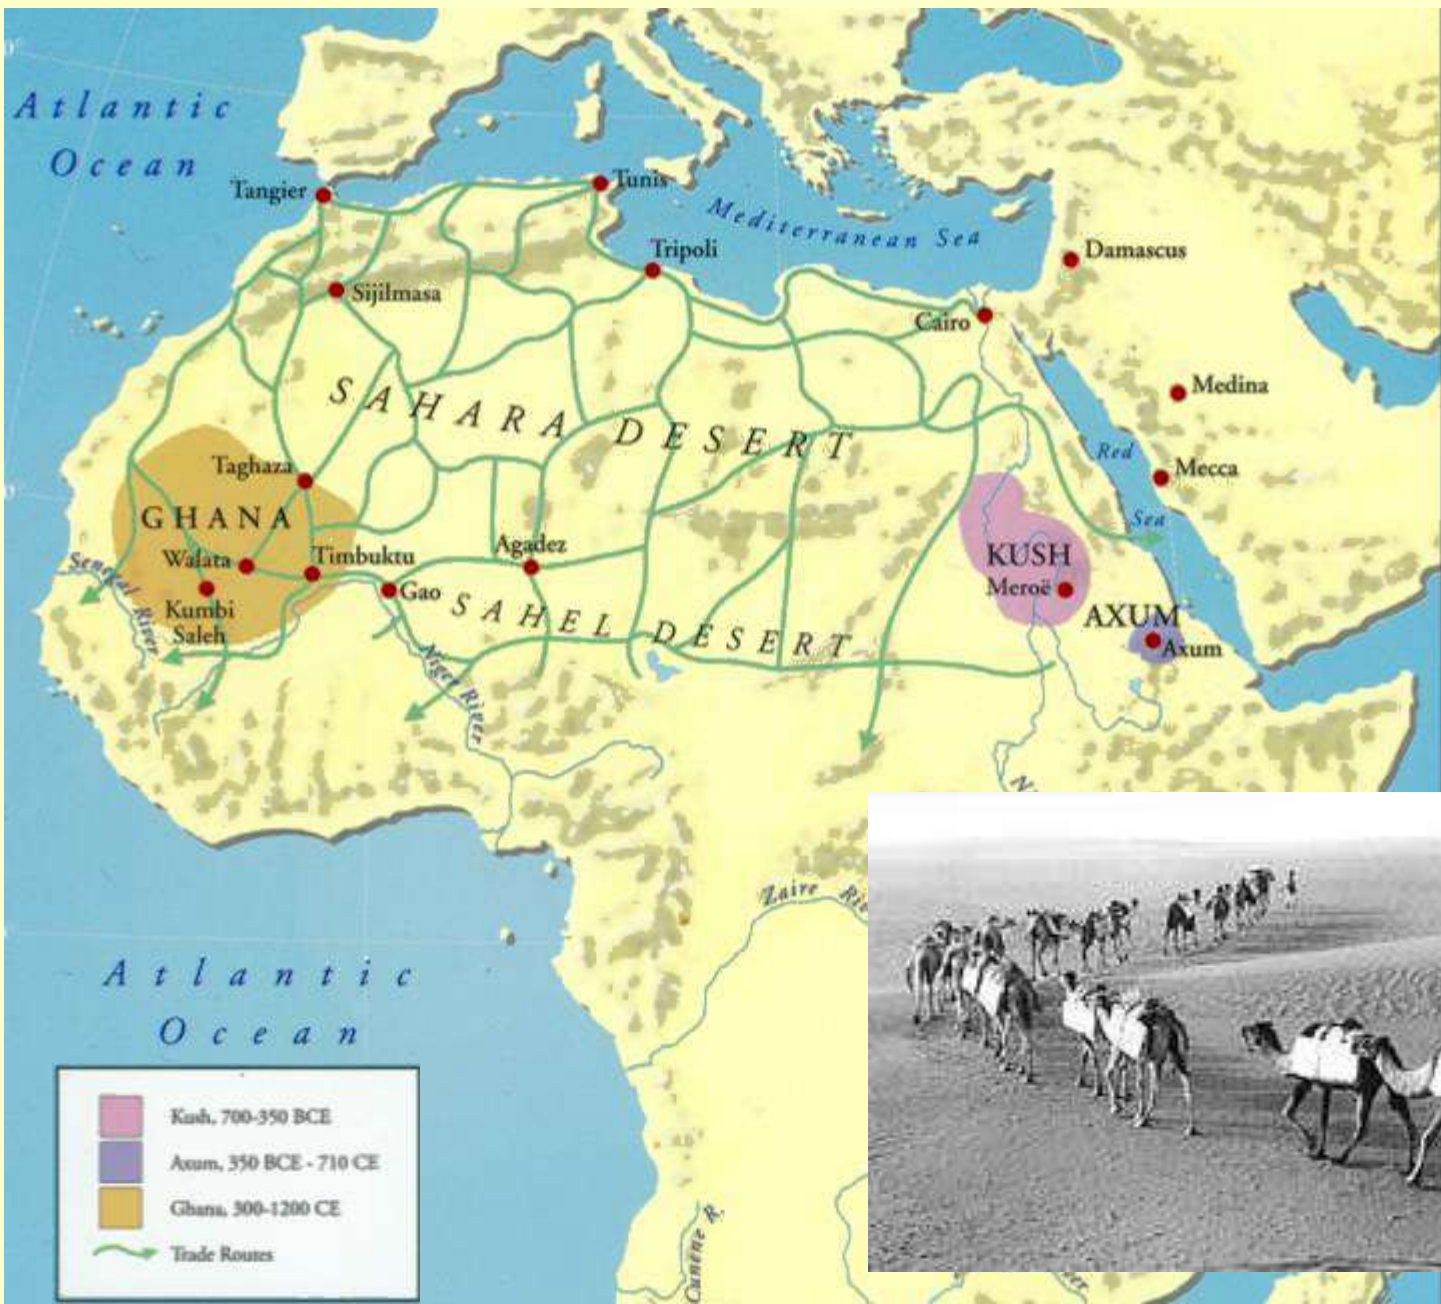 Atlantic
Ocean
Tangier
Tunis
Mediterranean Sea
Tripoli
Damascus
Sijilmasa
Cairo
Medina
SAHARA DESERT
Taghaza
Red
Sea
Mecca
GHANA
Walata
Timbuktu
Agadez
KUSH
Meroë
Senegal River
Kumbi
Saleh
Gao
SAHEL DESERT
AXUM
Axum
Niger River
Zaire
Atlantic
Ocean
Kush, 700-350 BCE
Axum, 350 BCE - 710 CE
Ghana, 300-1200 CE
Trade Routes
Cunene R.